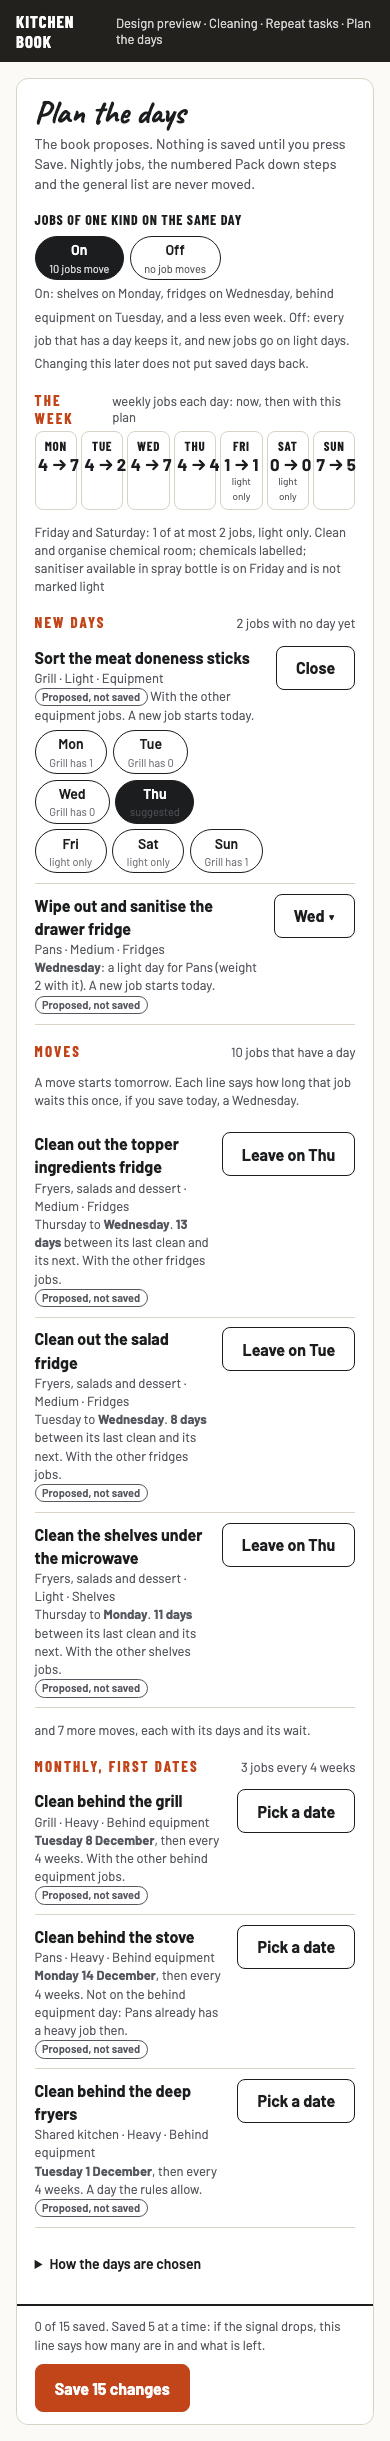 KITCHEN BOOK
Design preview · Cleaning · Repeat tasks · Plan the days
Plan the days
The book proposes. Nothing is saved until you press
Save. Nightly jobs, the numbered Pack down steps
and the general list are never moved.
JOBS OF ONE KIND ON THE SAME DAY
On
10 jobs move
Off
no job moves
On: shelves on Monday, fridges on Wednesday, behind
equipment on Tuesday, and a less even week. Off: every
job that has a day keeps it, and new jobs go on light days.
Changing this later does not put saved days back.
THE WEEK
weekly jobs each day: now, then with this plan
MON
4 → 7
TUE
4 → 2
WED
4 → 7
THU
4 → 4
FRI
1 → 1
light only
SAT
0 → 0
light only
SUN
7 → 5
Friday and Saturday: 1 of at most 2 jobs, light only. Clean
and organise chemical room; chemicals labelled;
sanitiser available in spray bottle is on Friday and is not
marked light
NEW DAYS
2 jobs with no day yet
Sort the meat doneness sticks
Grill · Light · Equipment
Proposed, not saved With the other
equipment jobs. A new job starts today.
Close
Mon
Grill has 1
Tue
Grill has 0
Wed
Grill has 0
Thu
suggested
Fri
light only
Sat
light only
Sun
Grill has 1
Wipe out and sanitise the
drawer fridge
Pans · Medium · Fridges
Wednesday: a light day for Pans (weight
2 with it). A new job starts today.
Proposed, not saved
Wed ▾
MOVES
10 jobs that have a day
A move starts tomorrow. Each line says how long that job
waits this once, if you save today, a Wednesday.
Clean out the topper
ingredients fridge
Fryers, salads and dessert ·
Medium · Fridges
Thursday to Wednesday. 13
days between its last clean and
its next. With the other fridges
jobs.
Proposed, not saved
Leave on Thu
Clean out the salad
fridge
Fryers, salads and dessert ·
Medium · Fridges
Tuesday to Wednesday. 8 days
between its last clean and its
next. With the other fridges
jobs.
Proposed, not saved
Leave on Tue
Clean the shelves under
the microwave
Fryers, salads and dessert ·
Light · Shelves
Thursday to Monday. 11 days
between its last clean and its
next. With the other shelves
jobs.
Proposed, not saved
Leave on Thu
and 7 more moves, each with its days and its wait.
MONTHLY, FIRST DATES
3 jobs every 4 weeks
Clean behind the grill
Grill · Heavy · Behind equipment
Tuesday 8 December, then every
4 weeks. With the other behind
equipment jobs.
Proposed, not saved
Pick a date
Clean behind the stove
Pans · Heavy · Behind equipment
Monday 14 December, then every
4 weeks. Not on the behind
equipment day: Pans already has
a heavy job then.
Proposed, not saved
Pick a date
Clean behind the deep
fryers
Shared kitchen · Heavy · Behind
equipment
Tuesday 1 December, then every
4 weeks. A day the rules allow.
Proposed, not saved
Pick a date
▶ How the days are chosen
0 of 15 saved. Saved 5 at a time: if the signal drops, this
line says how many are in and what is left.
Save 15 changes